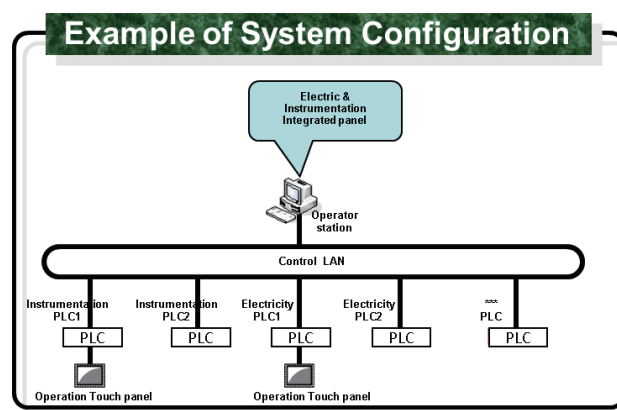 Example of System Configuration
Electric &
Instrumentation
Integrated panel
Operator
station
Control LAN
Instrumentation
PLC1
Instrumentation
PLC2
Electricity
PLC1
Electricity
PLC2
PLC
PLC
PLC
PLC
PLC
PLC
Operation Touch panel
Operation Touch panel